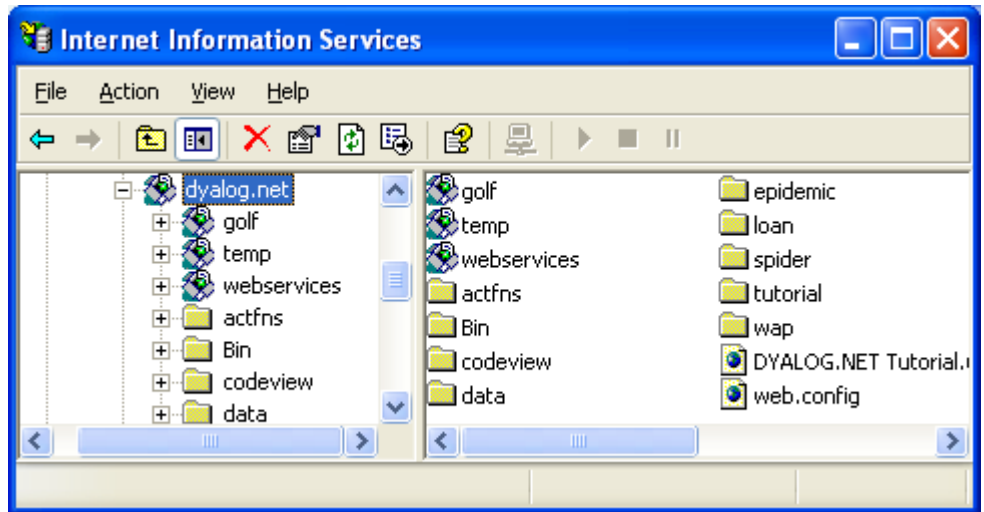 Internet Information Services
File Action View Help
dyalog.net
golf
temp
webservices
actfns
Bin
codeview
data
golf
temp
webservices
actfns
Bin
codeview
data
epidemic
loan
spider
tutorial
wap
DYALOG.NET Tutorial.
web.config